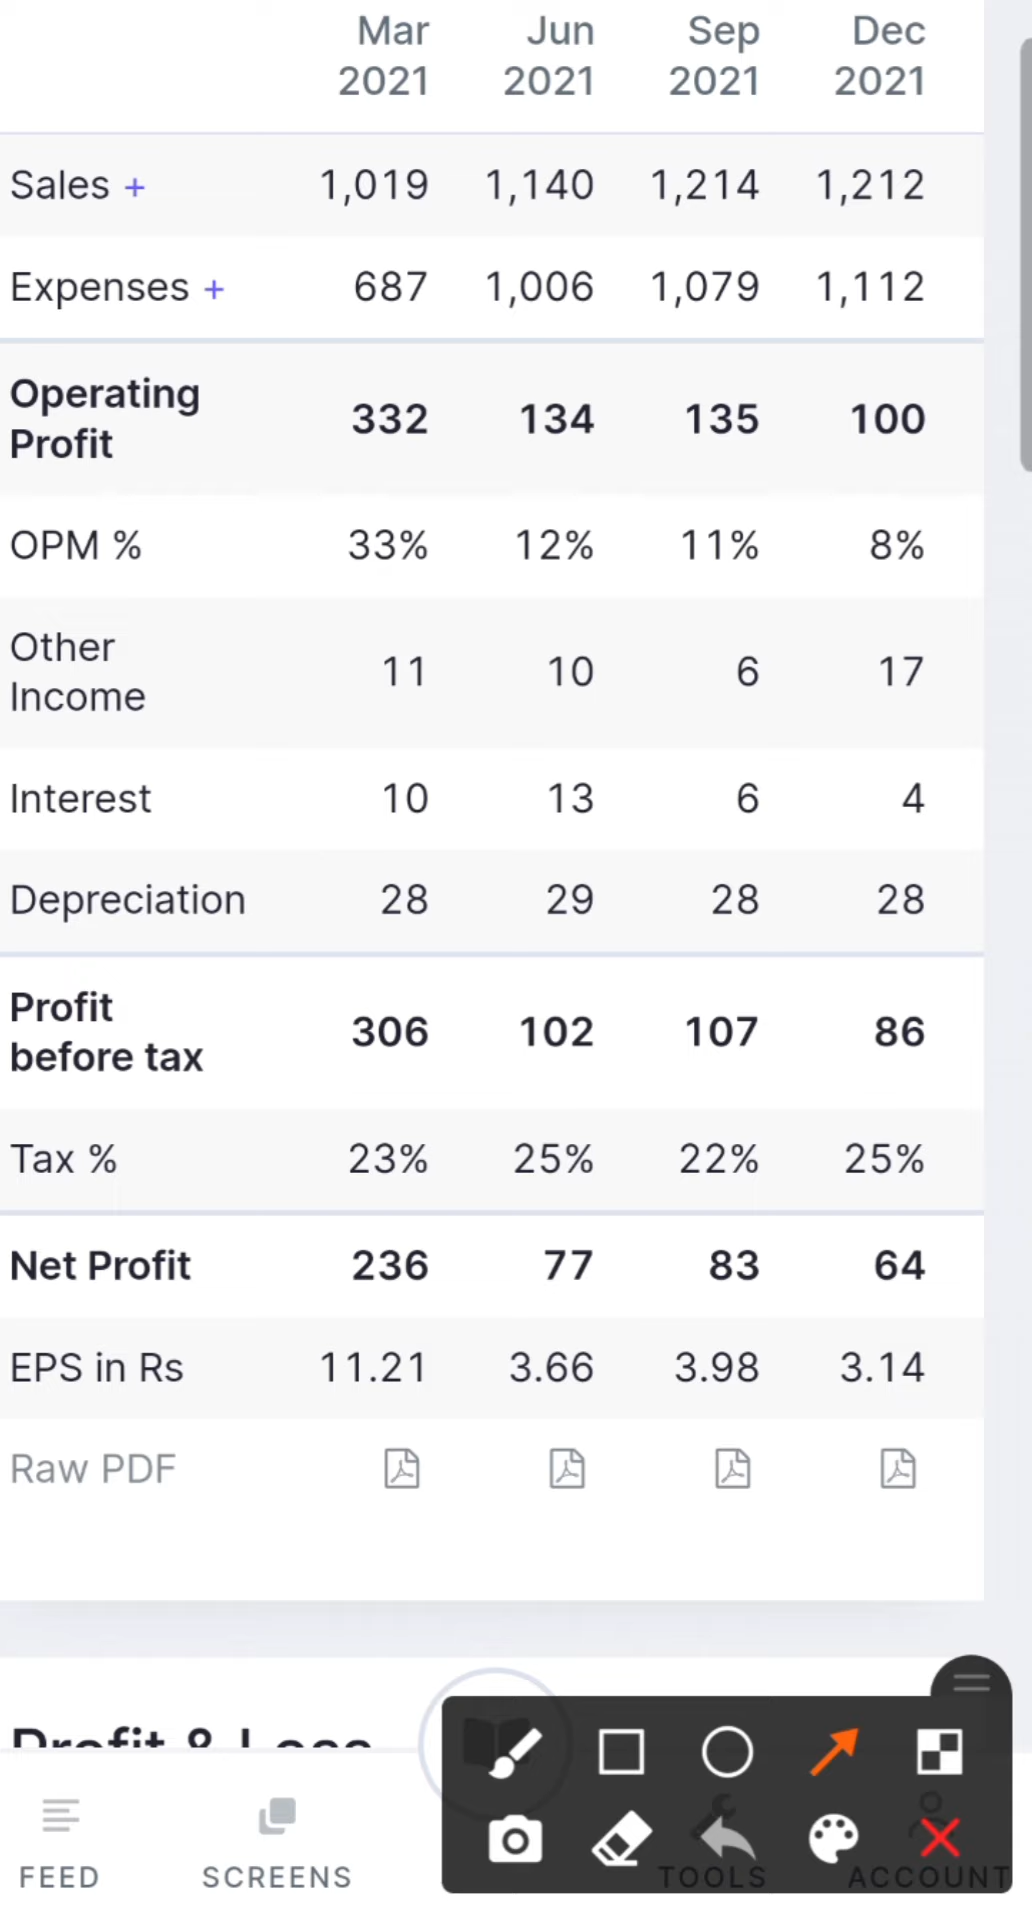 Mar Jun Sep Dec
2021 2021 2021 2021
Sales + 1,019 1,140 1,214 1,212
Expenses + 687 1,006 1,079 1,112
Operating
Profit 332 134 135 100
OPM % 33% 12% 11% 8%
Other
Income 11 10 6 17
Interest 10 13 6 4
Depreciation 28 29 28 28
Profit
before tax 306 102 107 86
Tax % 23% 25% 22% 25%
Net Profit 236 77 83 64
EPS in Rs 11.21 3.66 3.98 3.14
Raw PDF
Profit & Loss
FEED SCREENS TOOLS ACCOUNT